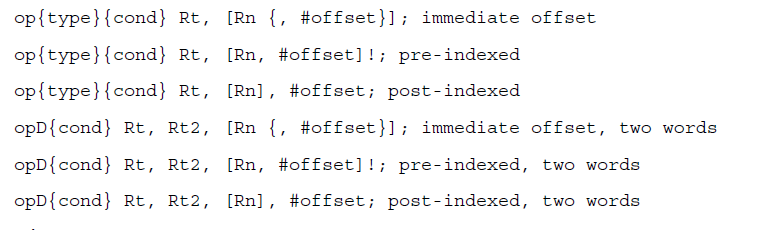 op{type}{cond} Rt, [Rn {, #offset}]; immediate offset
op{type}{cond} Rt, [Rn, #offset]!; pre-indexed
op{type}{cond} Rt, [Rn], #offset; post-indexed
opD{cond} Rt, Rt2, [Rn {, #offset}]; immediate offset, two words
opD{cond} Rt, Rt2, [Rn, #offset]!; pre-indexed, two words
opD{cond} Rt, Rt2, [Rn], #offset; post-indexed, two words